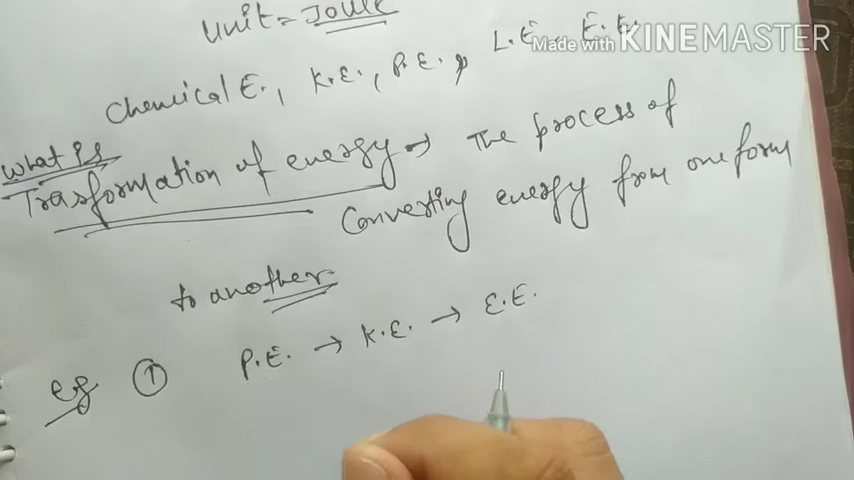 Unit = Joule
Chemical E., K.E., P.E., L.E., E.E.
Made with KINEMASTER
What is
Trasformation of energy → The process of
Converting energy from one form
to another.
eg ① P.E. → K.E. → E.E.